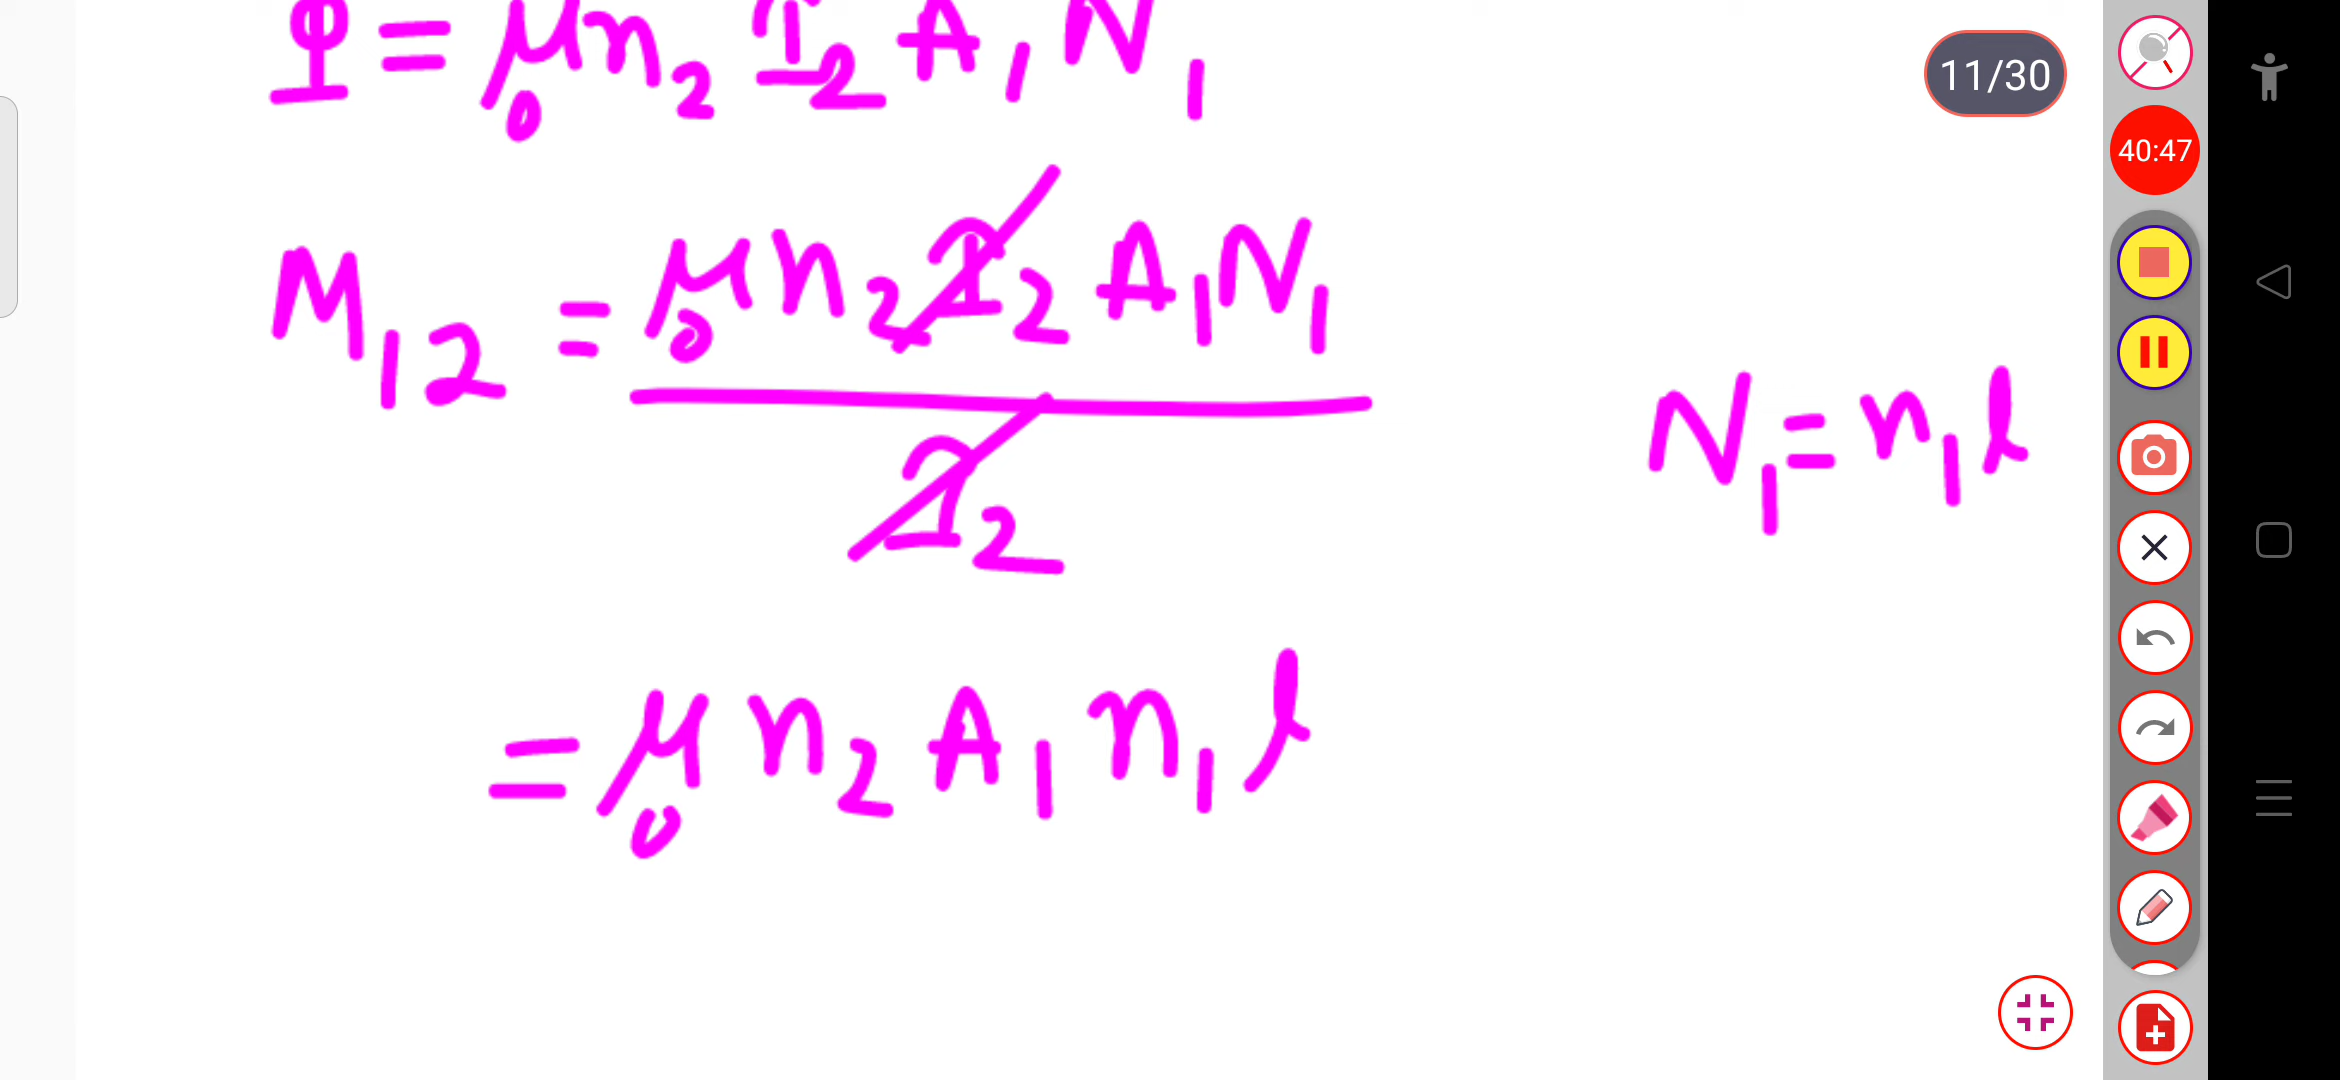 Φ = μ₀ n₂ I₂ A₁ N₁
11/30
40:47
M₁₂ = μ₀ n₂ I₂ A₁ N₁
I₂
N₁ = n₁ l
= μ₀ n₂ A₁ n₁ l